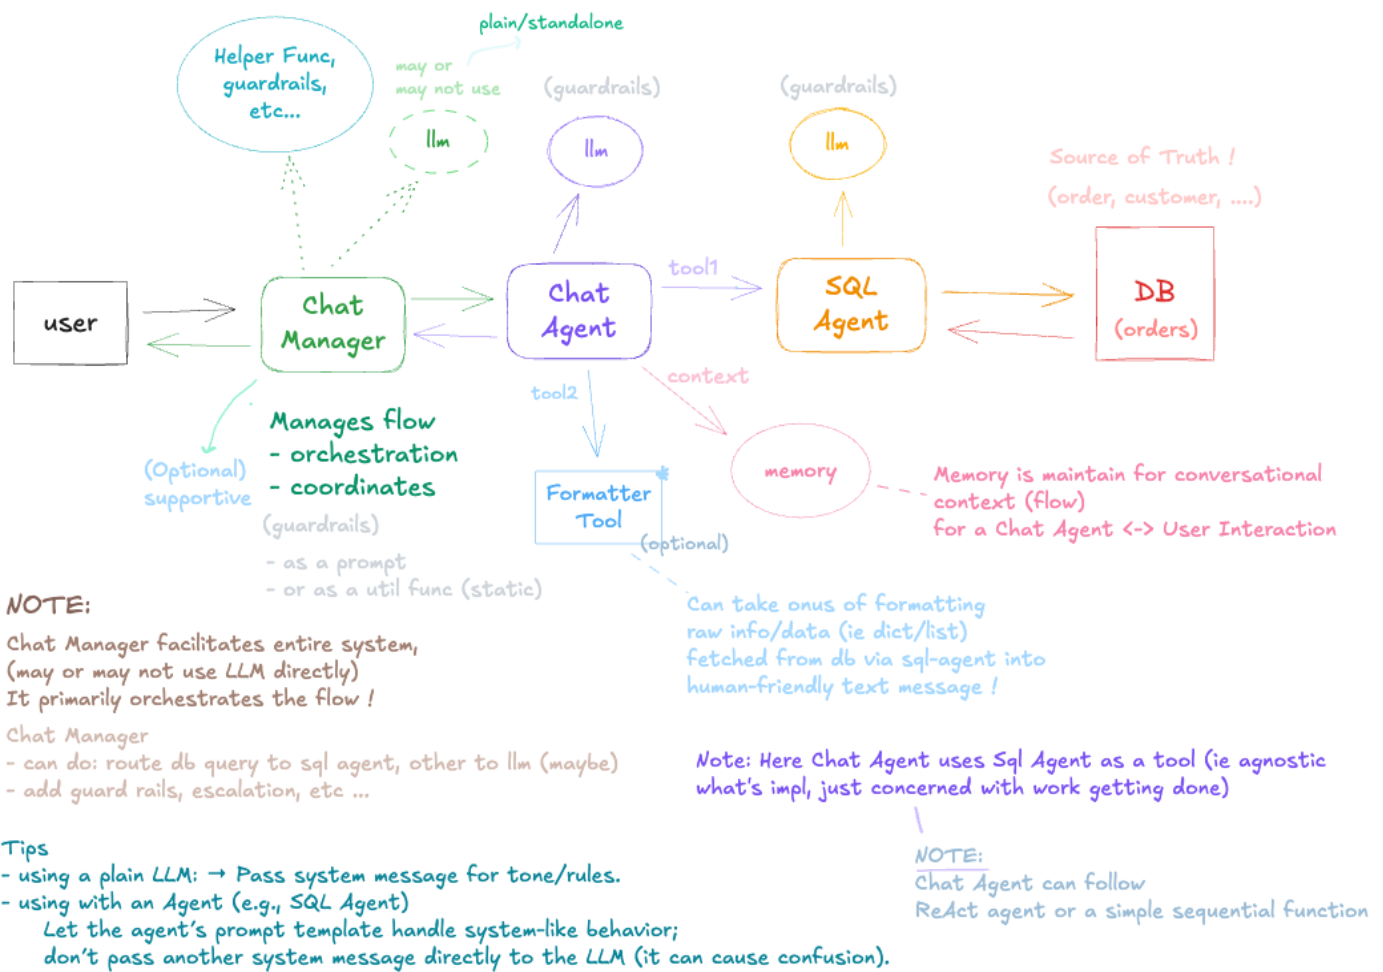 plain/standalone
Helper Func,
guardrails,
etc...
may or
may not use
llm
(guardrails)
llm
(guardrails)
llm
Source of Truth !
(order, customer, ....)
user
Chat
Manager
Chat
Agent
tool1
SQL
Agent
DB
(orders)
tool2
context
(Optional)
supportive
Manages flow
- orchestration
- coordinates
(guardrails)
- as a prompt
- or as a util func (static)
Formatter
Tool
*
(optional)
memory
Memory is maintain for conversational
context (flow)
for a Chat Agent <-> User Interaction
Can take onus of formatting
raw info/data (ie dict/list)
fetched from db via sql-agent into
human-friendly text message !
NOTE:
Chat Manager facilitates entire system,
(may or may not use LLM directly)
It primarily orchestrates the flow !
Chat Manager
- can do: route db query to sql agent, other to llm (maybe)
- add guard rails, escalation, etc ...
Note: Here Chat Agent uses Sql Agent as a tool (ie agnostic
what's impl, just concerned with work getting done)
NOTE:
Chat Agent can follow
ReAct agent or a simple sequential function
Tips
- using a plain LLM: → Pass system message for tone/rules.
- using with an Agent (e.g., SQL Agent)
Let the agent's prompt template handle system-like behavior;
don't pass another system message directly to the LLM (it can cause confusion).